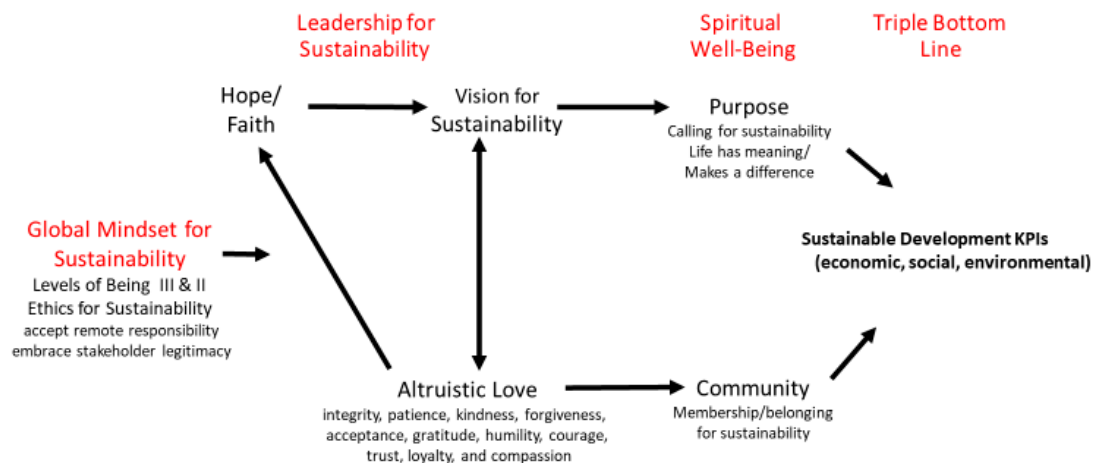 Leadership for
Sustainability
Spiritual
Well-Being
Triple Bottom
Line
Hope/
Faith
Vision for
Sustainability
Purpose
Calling for sustainability
Life has meaning/
Makes a difference
Global Mindset for
Sustainability
Levels of Being III & II
Ethics for Sustainability
accept remote responsibility
embrace stakeholder legitimacy
Sustainable Development KPIs
(economic, social, environmental)
Altruistic Love
integrity, patience, kindness, forgiveness,
acceptance, gratitude, humility, courage,
trust, loyalty, and compassion
Community
Membership/belonging
for sustainability